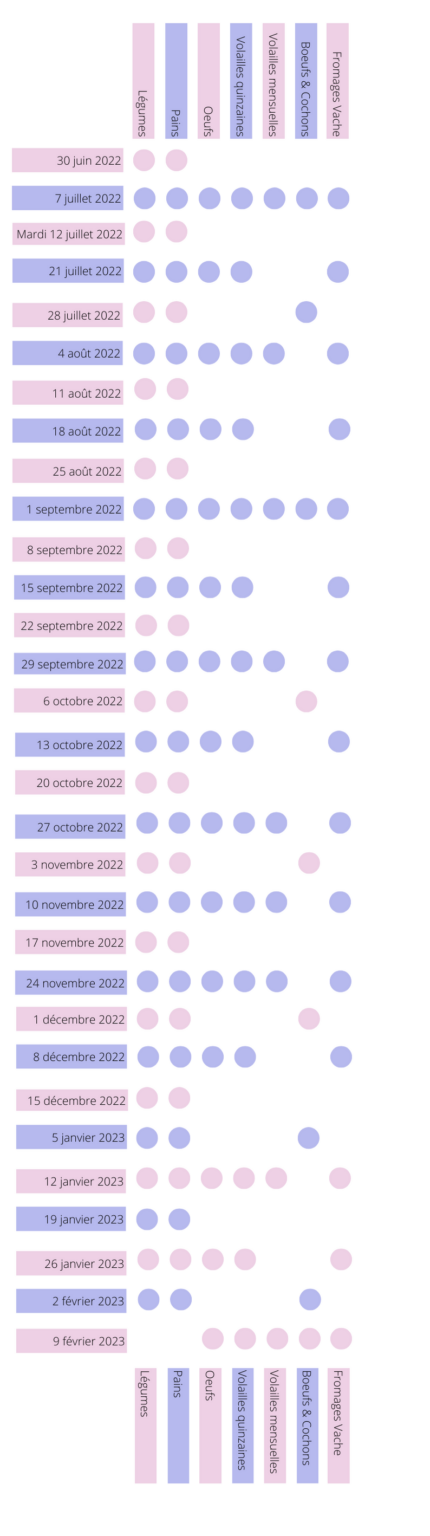 Légumes
Pains
Oeufs
Volailles quinzaines
Volailles mensuelles
Boeufs & Cochons
Fromages Vache
30 juin 2022
7 juillet 2022
Mardi 12 juillet 2022
21 juillet 2022
28 juillet 2022
4 août 2022
11 août 2022
18 août 2022
25 août 2022
1 septembre 2022
8 septembre 2022
15 septembre 2022
22 septembre 2022
29 septembre 2022
6 octobre 2022
13 octobre 2022
20 octobre 2022
27 octobre 2022
3 novembre 2022
10 novembre 2022
17 novembre 2022
24 novembre 2022
1 décembre 2022
8 décembre 2022
15 décembre 2022
5 janvier 2023
12 janvier 2023
19 janvier 2023
26 janvier 2023
2 février 2023
9 février 2023
Légumes
Pains
Oeufs
Volailles quinzaines
Volailles mensuelles
Boeufs & Cochons
Fromages Vache